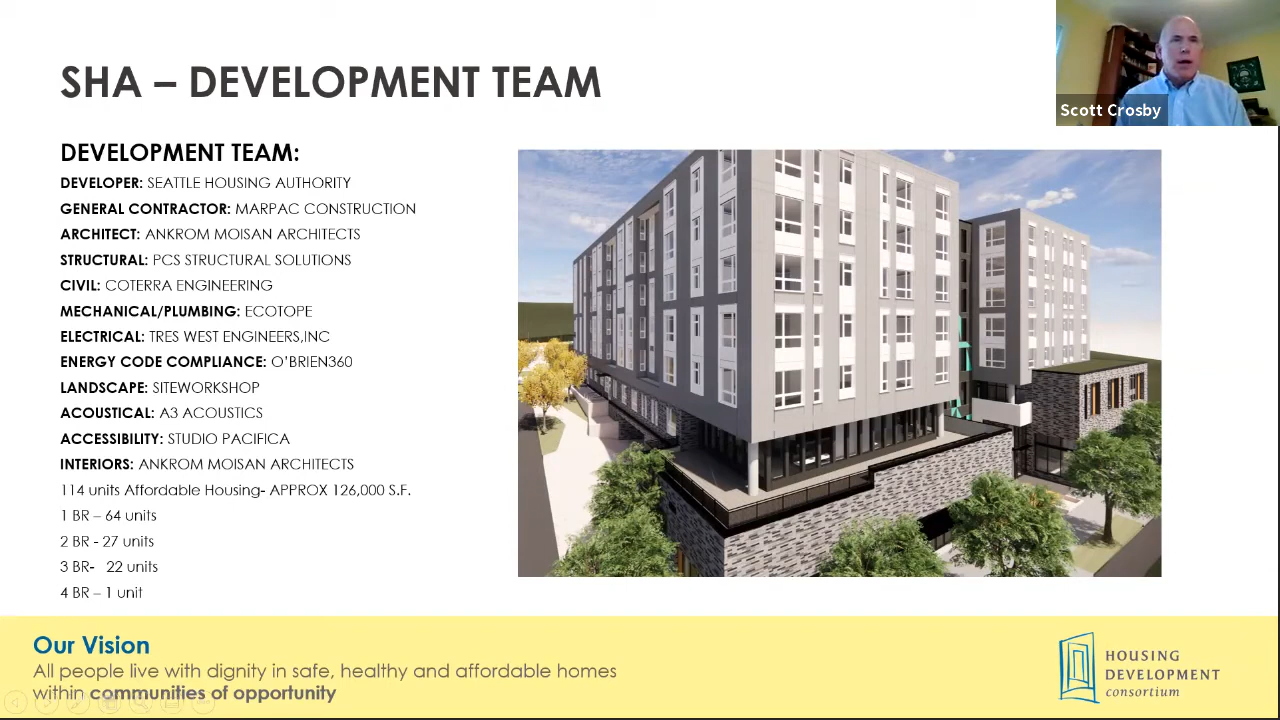 SHA – DEVELOPMENT TEAM
Scott Crosby
DEVELOPMENT TEAM:
DEVELOPER: SEATTLE HOUSING AUTHORITY
GENERAL CONTRACTOR: MARPAC CONSTRUCTION
ARCHITECT: ANKROM MOISAN ARCHITECTS
STRUCTURAL: PCS STRUCTURAL SOLUTIONS
CIVIL: COTERRA ENGINEERING
MECHANICAL/PLUMBING: ECOTOPE
ELECTRICAL: TRES WEST ENGINEERS,INC
ENERGY CODE COMPLIANCE: O'BRIEN360
LANDSCAPE: SITEWORKSHOP
ACOUSTICAL: A3 ACOUSTICS
ACCESSIBILITY: STUDIO PACIFICA
INTERIORS: ANKROM MOISAN ARCHITECTS
114 units Affordable Housing- APPROX 126,000 S.F.
1 BR – 64 units
2 BR - 27 units
3 BR- 22 units
4 BR – 1 unit
Our Vision
All people live with dignity in safe, healthy and affordable homes
within communities of opportunity
HOUSING
DEVELOPMENT
consortium